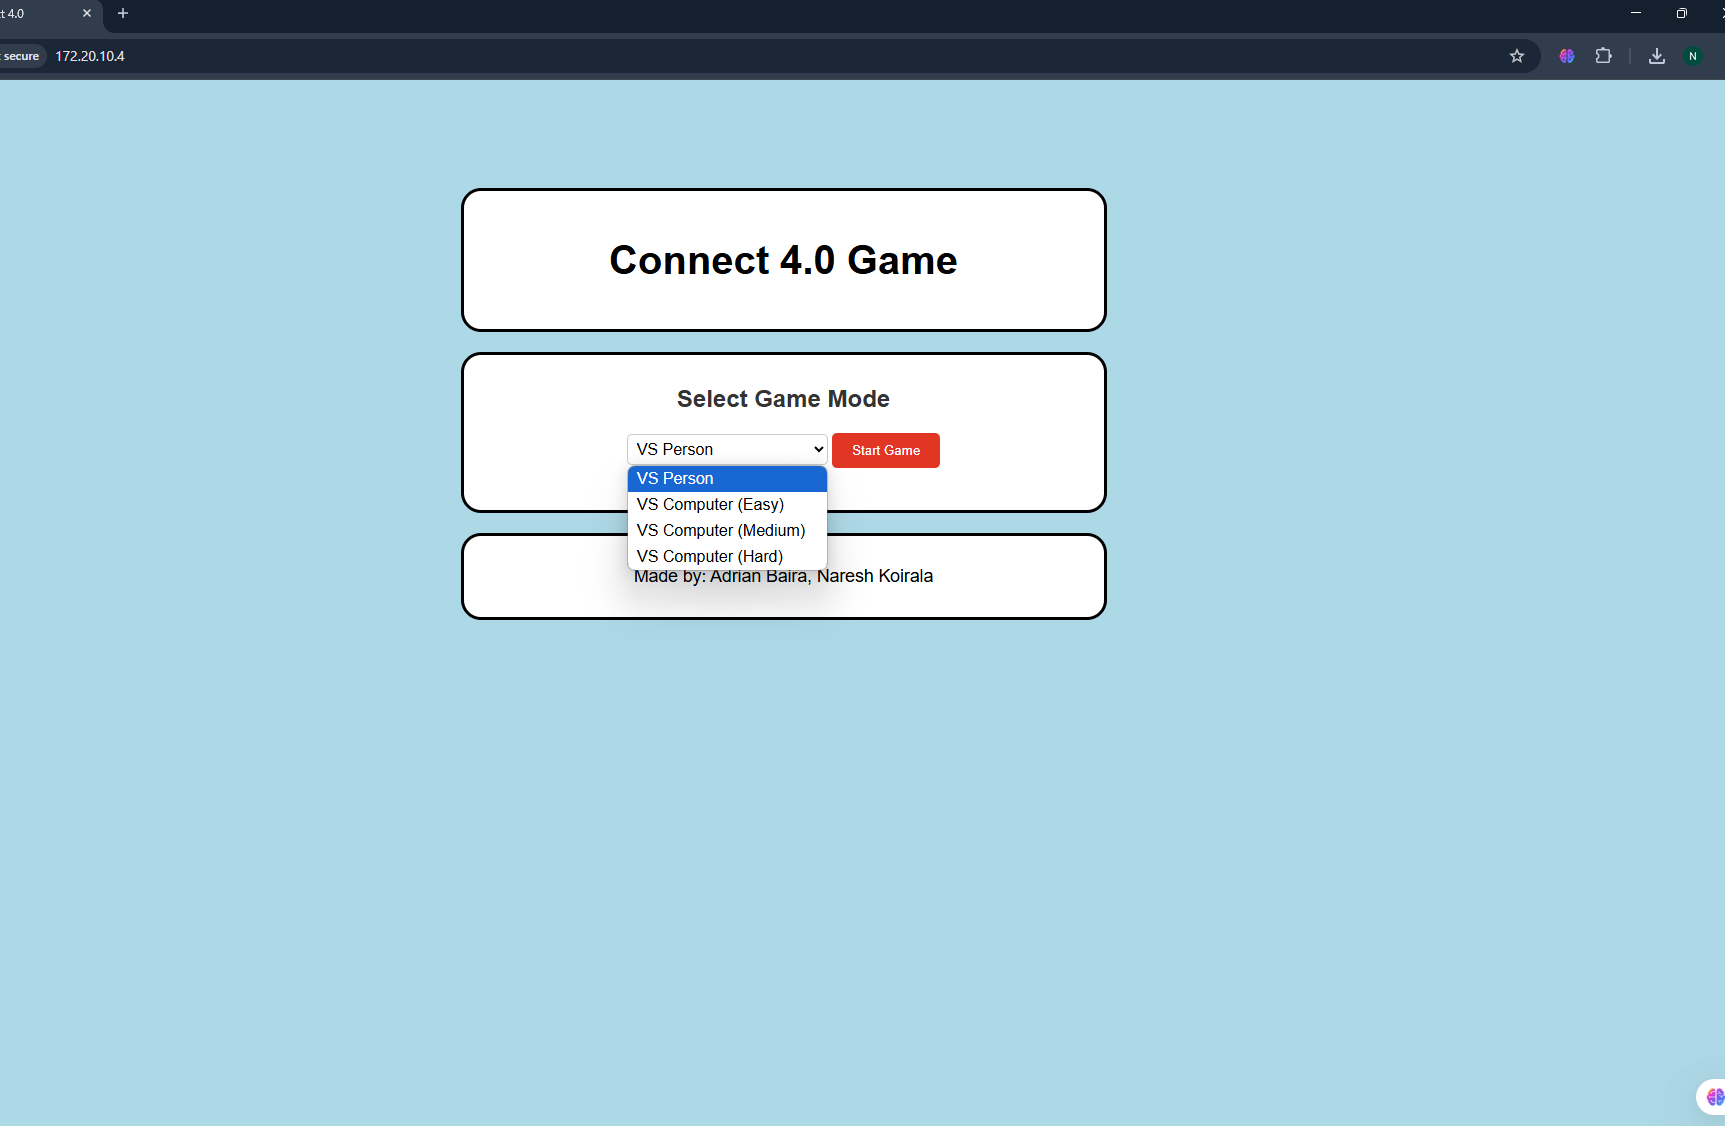 t 4.0
secure
172.20.10.4
N
Connect 4.0 Game
Select Game Mode
VS Person
Start Game
VS Person
VS Computer (Easy)
VS Computer (Medium)
VS Computer (Hard)
Made by: Adrian Baira, Naresh Koirala